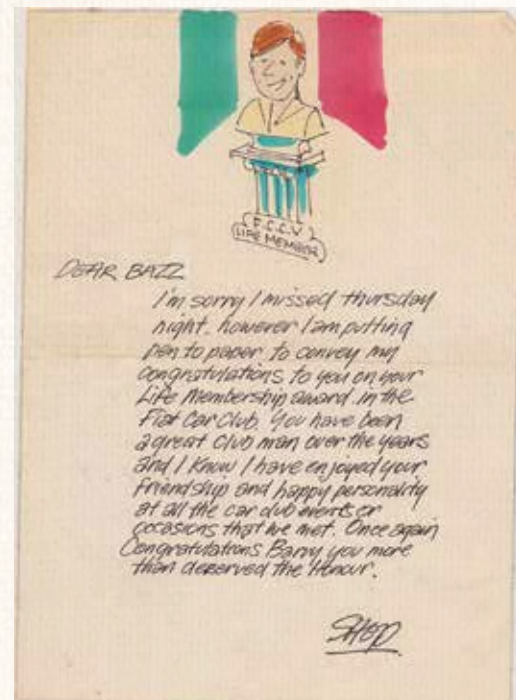 F.C.C.V
LIFE MEMBER
DEAR BAZZ
I'm sorry I missed thursday
night. however I am putting
pen to paper to convey my
congratulations to you on your
Life Membership award. in the
Fiat Car Club. You have been
a great club man over the years
and I know I have enjoyed your
friendship and happy personality
at all the car club events or
occasions that we met. Once again
Congratulations Barry you more
than deserved the Honour.
SHEP